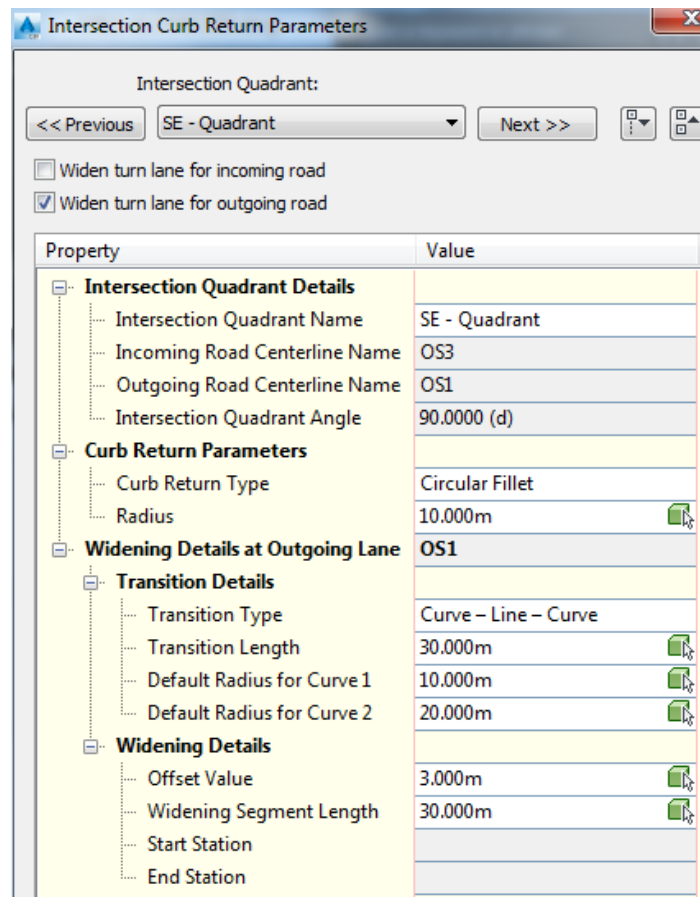 Intersection Curb Return Parameters
Intersection Quadrant:
<< Previous SE - Quadrant Next >>
Widen turn lane for incoming road
Widen turn lane for outgoing road
Property Value
Intersection Quadrant Details
Intersection Quadrant Name SE - Quadrant
Incoming Road Centerline Name OS3
Outgoing Road Centerline Name OS1
Intersection Quadrant Angle 90.0000 (d)
Curb Return Parameters
Curb Return Type Circular Fillet
Radius 10.000m
Widening Details at Outgoing Lane OS1
Transition Details
Transition Type Curve – Line – Curve
Transition Length 30.000m
Default Radius for Curve 1 10.000m
Default Radius for Curve 2 20.000m
Widening Details
Offset Value 3.000m
Widening Segment Length 30.000m
Start Station
End Station